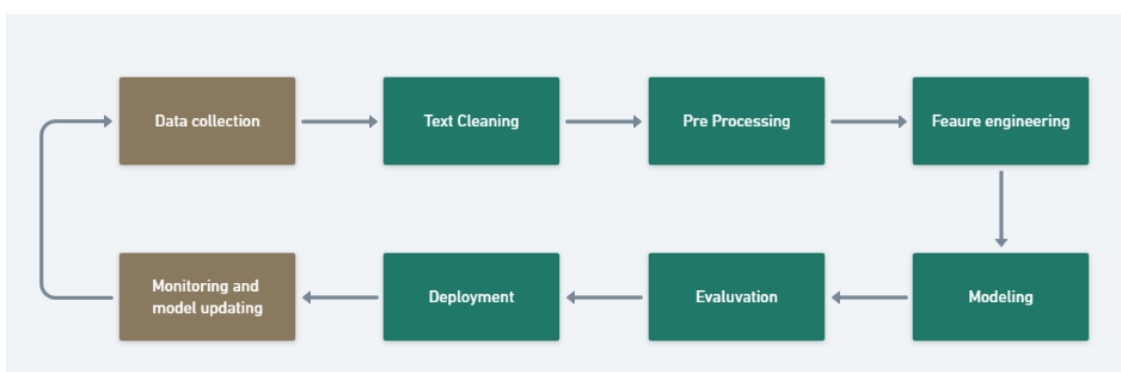 Data collection
Text Cleaning
Pre Processing
Feaure engineering
Monitoring and
model updating
Deployment
Evaluvation
Modeling